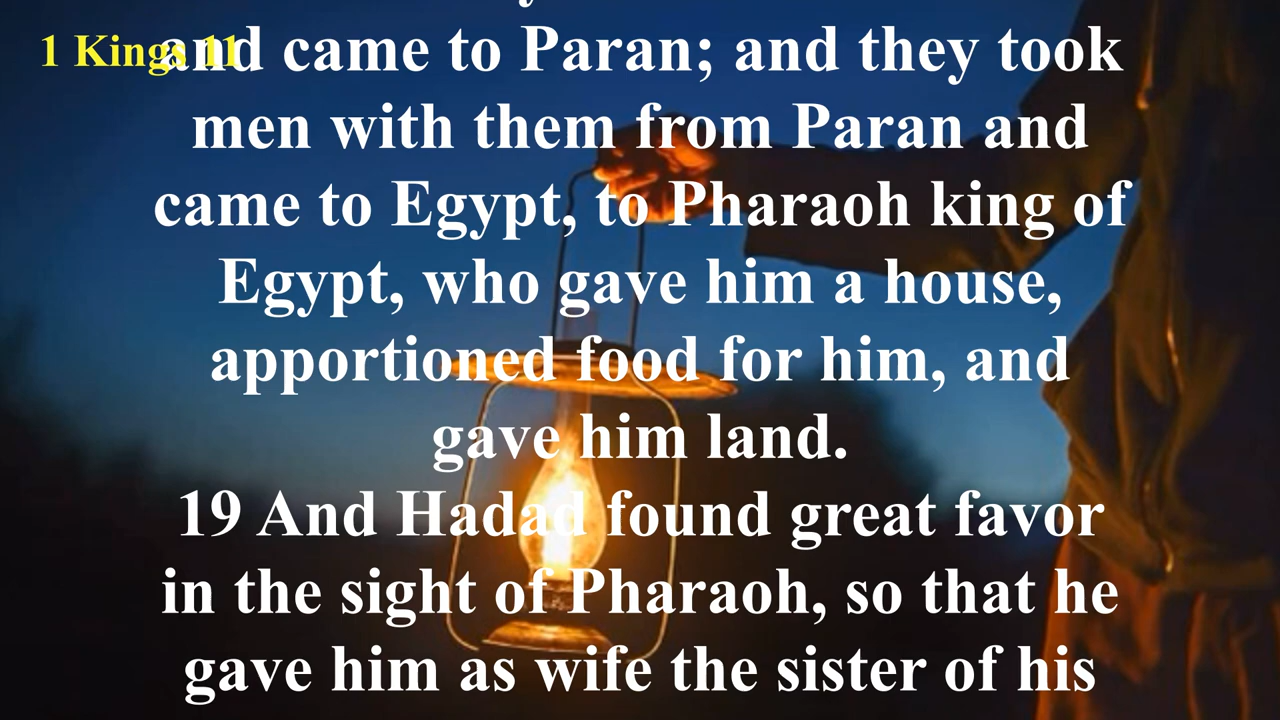 1 Kings 11
and came to Paran; and they took
men with them from Paran and
came to Egypt, to Pharaoh king of
Egypt, who gave him a house,
apportioned food for him, and
gave him land.
19 And Hadad found great favor
in the sight of Pharaoh, so that he
gave him as wife the sister of his